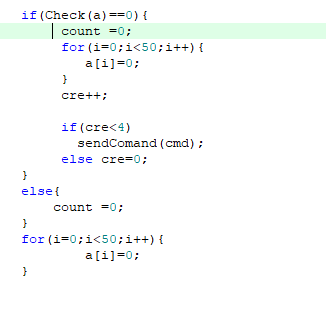 if(Check(a)==0){
count =0;
for(i=0;i<50;i++){
a[i]=0;
}
cre++;
if(cre<4)
sendComand(cmd);
else cre=0;
}
else{
count =0;
}
for(i=0;i<50;i++){
a[i]=0;
}